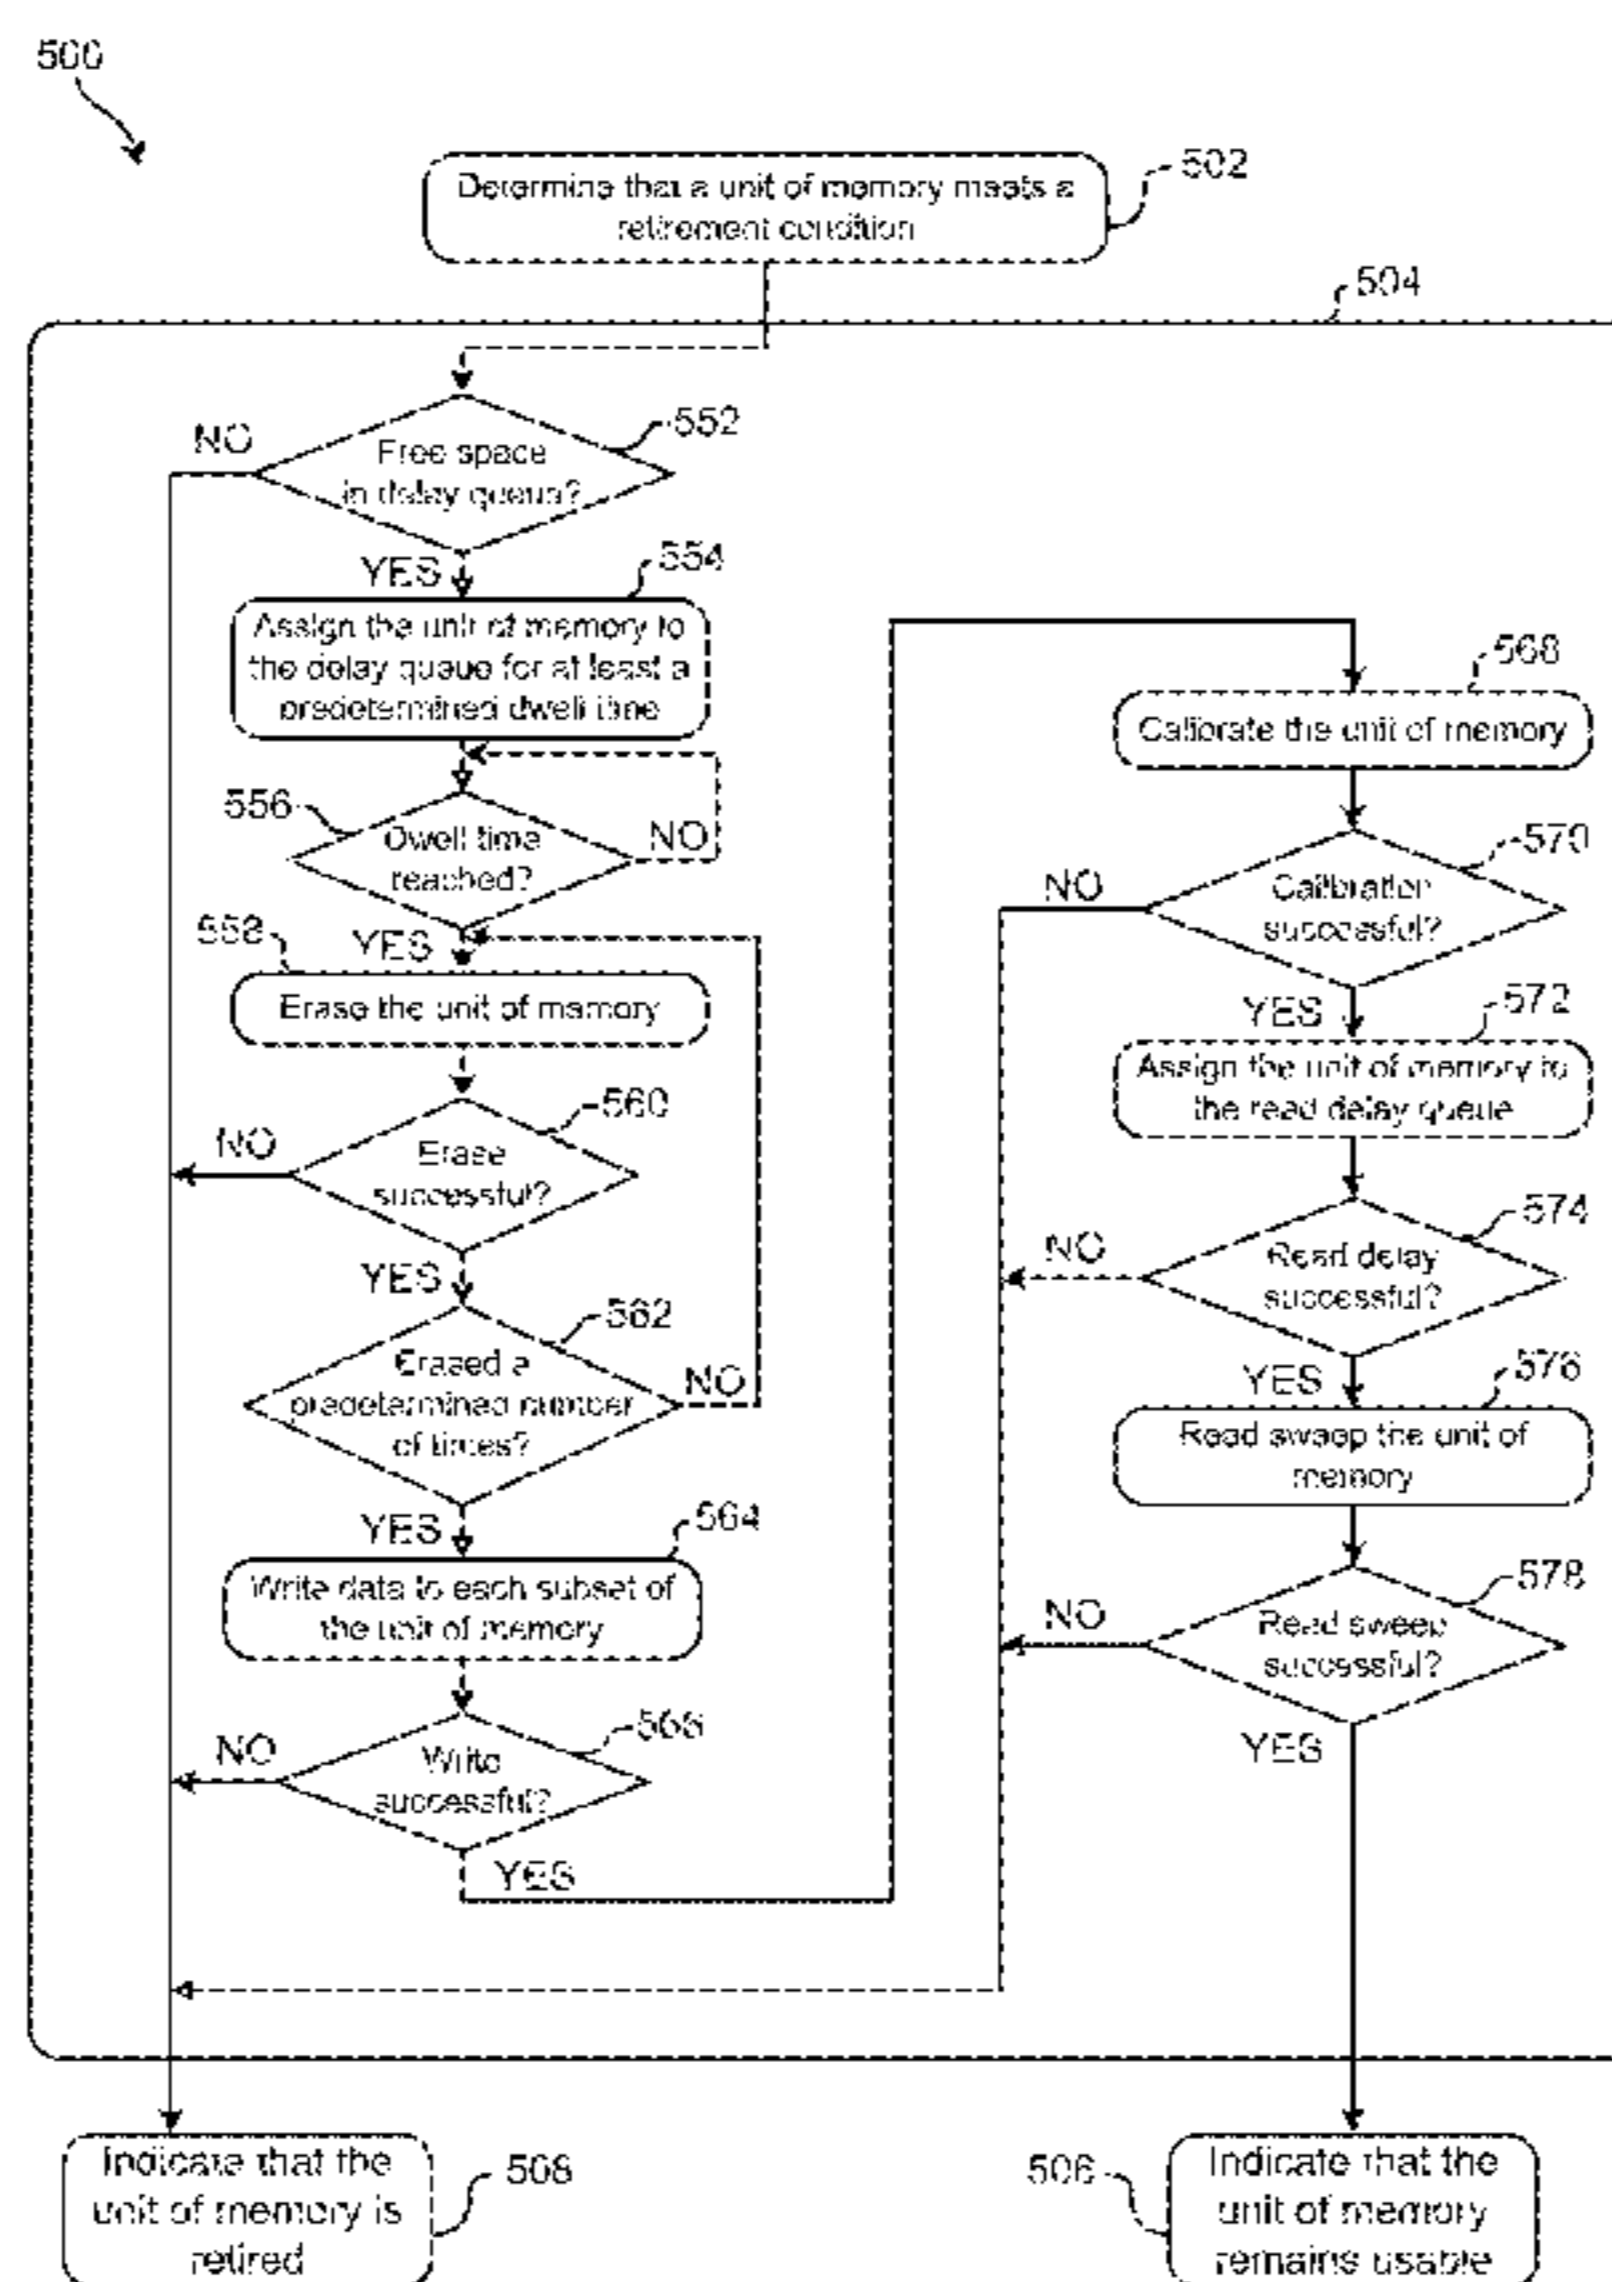 500
Determine that a unit of memory meets a
retirement condition
502
504
NO
Free space
in delay queue?
552
YES
554
Assign the unit of memory to
the delay queue for at least a
predetermined dwell time
556
Dwell time
reached?
NO
YES
558
Erase the unit of memory
560
NO
Erase
successful?
YES
562
Erased a
predetermined number
of times?
NO
YES
564
Write data to each subset of
the unit of memory
566
NO
Write
successful?
YES
568
Calibrate the unit of memory
570
NO
Calibration
successful?
YES
572
Assign the unit of memory to
the read delay queue
574
NO
Read delay
successful?
YES
576
Read sweep the unit of
memory
578
NO
Read sweep
successful?
YES
Indicate that the
unit of memory is
retired
508
506
Indicate that the
unit of memory
remains usable